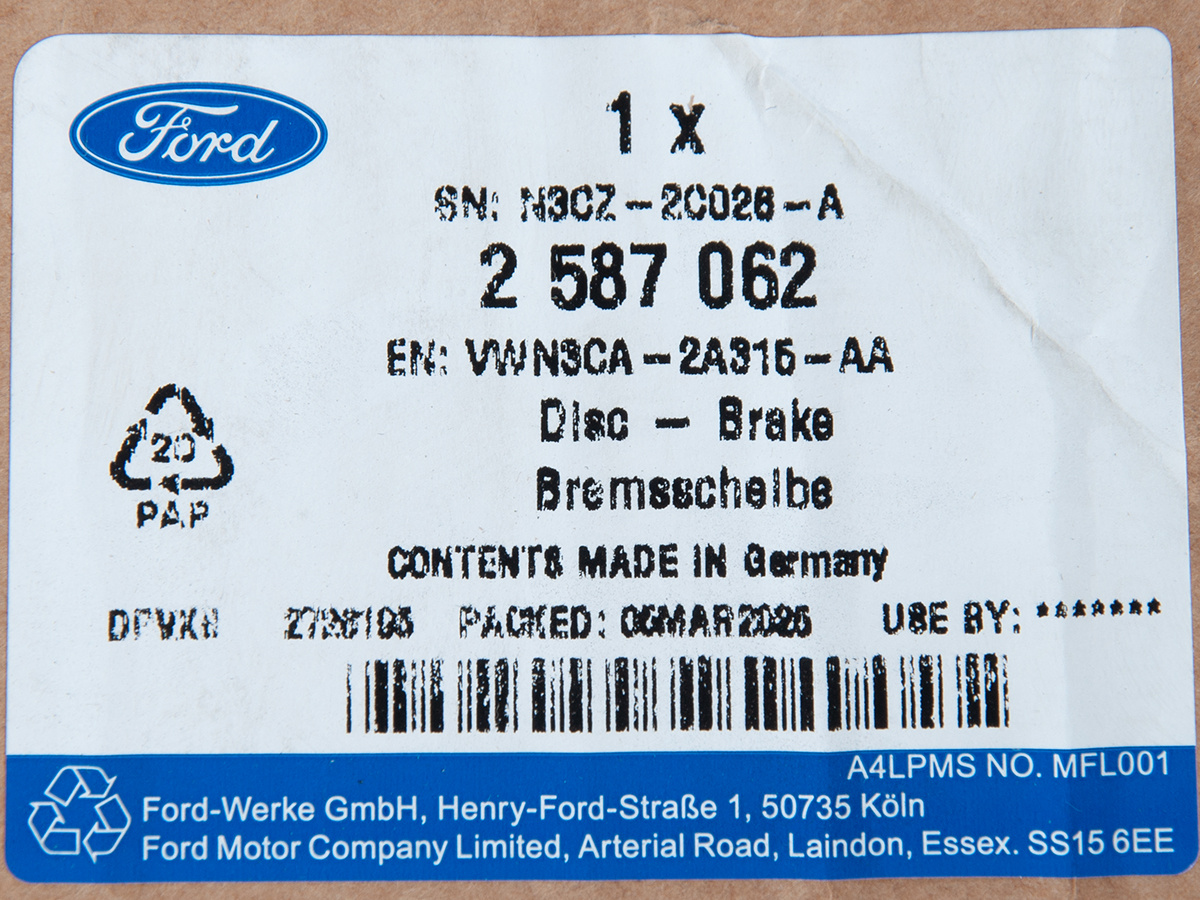 Ford
1 x
SN: N3CZ-2C026-A
2 587 062
EN: VWN3CA-2A315-AA
Disc - Brake
Bremsscheibe
20
PAP
CONTENTS MADE IN Germany
PACKED: 06MAR2025 USE BY: *******
A4LPMS NO. MFL001
Ford-Werke GmbH, Henry-Ford-Straße 1, 50735 Köln
Ford Motor Company Limited, Arterial Road, Laindon, Essex. SS15 6EE